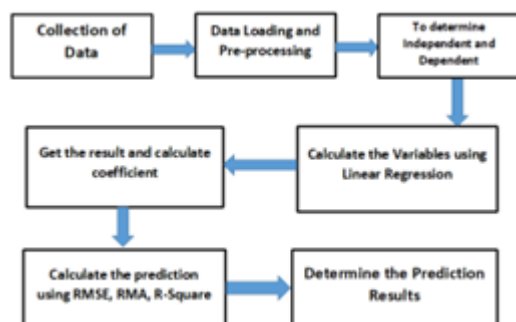 Collection of
Data
Data Loading and
Pre-processing
To determine
Independent and
Dependent
Calculate the Variables using
Linear Regression
Get the result and calculate
coefficient
Calculate the prediction
using RMSE, RMA, R-Square
Determine the Prediction
Results